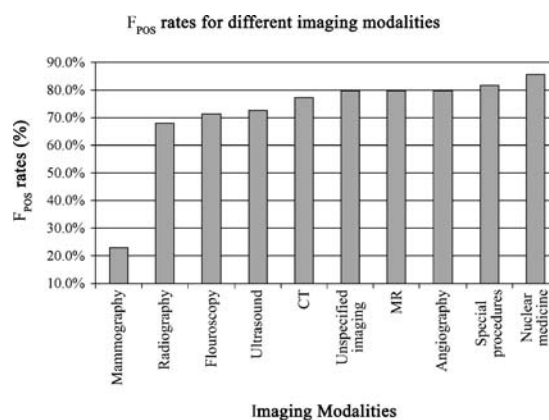 F_POS rates for different imaging modalities
F_POS rates (%)
90.0%
80.0%
70.0%
60.0%
50.0%
40.0%
30.0%
20.0%
10.0%
Mammography
Radiography
Flouroscopy
Ultrasound
CT
Unspecified
imaging
MR
Angiography
Special
procedures
Nuclear
medicine
Imaging Modalities